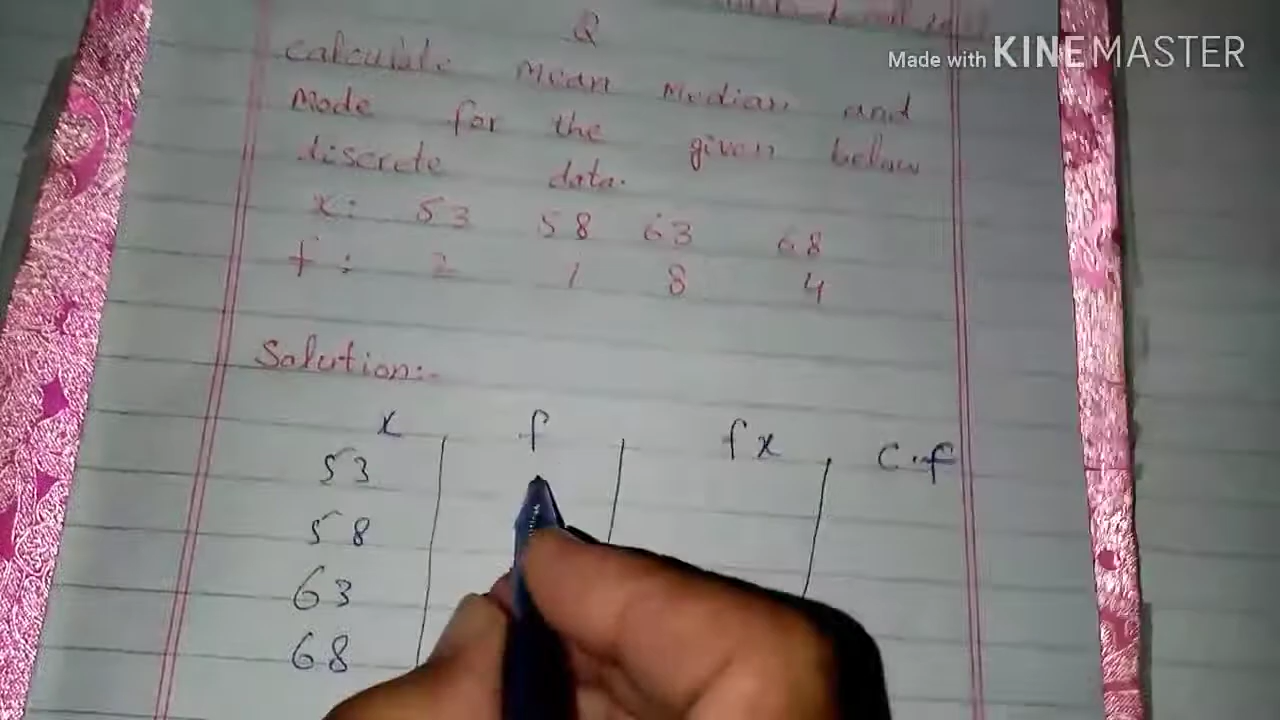 Made with KINEMASTER
Q
Calculate Mean Median and
Mode for the given below
discrete data.
x: 53 58 63 68
f: 2 1 8 4
Solution:-
x f fx C.f
53
58
63
68